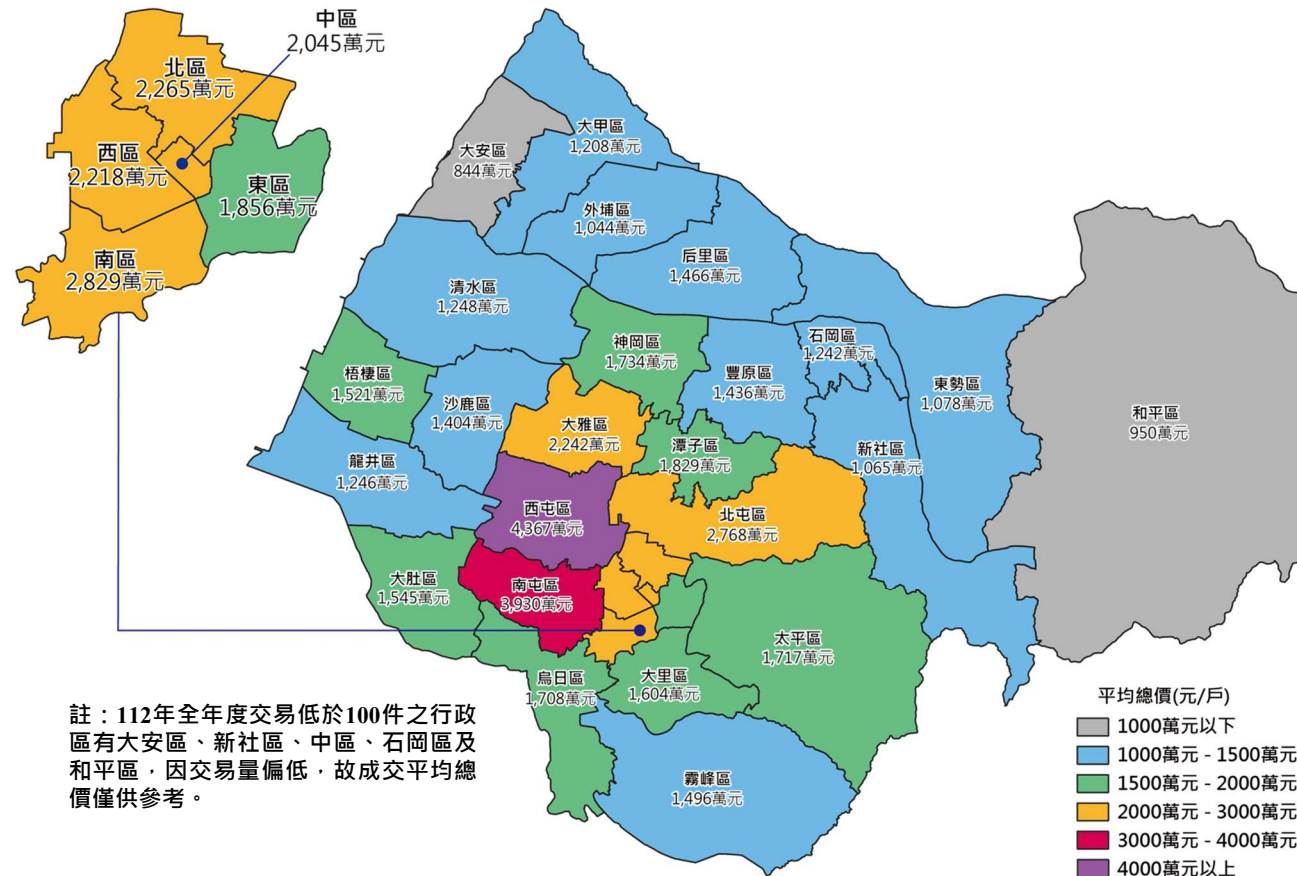 中區
2,045萬元
北區
2,265萬元
西區
2,218萬元
東區
1,856萬元
南區
2,829萬元
大甲區
1,208萬元
大安區
844萬元
外埔區
1,044萬元
后里區
1,466萬元
清水區
1,248萬元
神岡區
1,734萬元
石岡區
1,242萬元
豐原區
1,436萬元
梧棲區
1,521萬元
沙鹿區
1,404萬元
東勢區
1,078萬元
和平區
950萬元
大雅區
2,242萬元
潭子區
1,829萬元
新社區
1,065萬元
龍井區
1,246萬元
西屯區
4,367萬元
北屯區
2,768萬元
大肚區
1,545萬元
南屯區
3,930萬元
太平區
1,717萬元
烏日區
1,708萬元
大里區
1,604萬元
霧峰區
1,496萬元
註：112年全年度交易低於100件之行政
區有大安區、新社區、中區、石岡區及
和平區，因交易量偏低，故成交平均總
價僅供參考。
平均總價(元/戶)
1000萬元以下
1000萬元 - 1500萬元
1500萬元 - 2000萬元
2000萬元 - 3000萬元
3000萬元 - 4000萬元
4000萬元以上